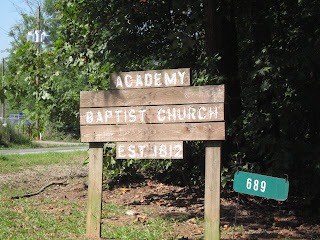 ACADEMY
BAPTIST CHURCH
EST. 1812
689